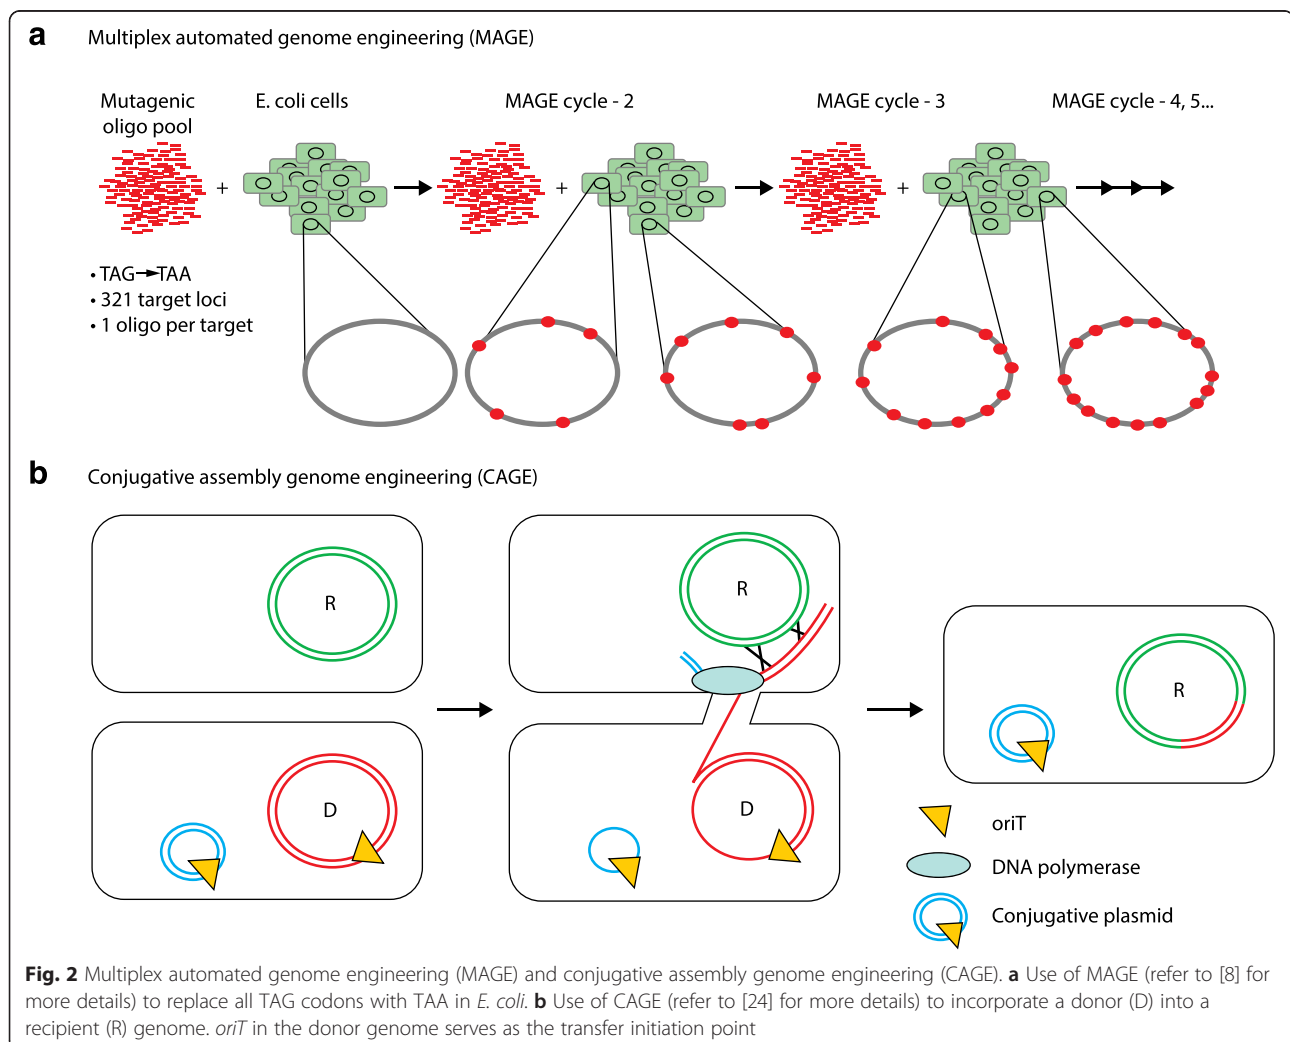 a Multiplex automated genome engineering (MAGE)
Mutagenic
oligo pool
E. coli cells
MAGE cycle - 2
MAGE cycle - 3
MAGE cycle - 4, 5...
+
+
+
• TAG→TAA
• 321 target loci
• 1 oligo per target
b Conjugative assembly genome engineering (CAGE)
R
D
R
D
R
oriT
DNA polymerase
Conjugative plasmid
Fig. 2 Multiplex automated genome engineering (MAGE) and conjugative assembly genome engineering (CAGE). a Use of MAGE (refer to [8] for
more details) to replace all TAG codons with TAA in E. coli. b Use of CAGE (refer to [24] for more details) to incorporate a donor (D) into a
recipient (R) genome. oriT in the donor genome serves as the transfer initiation point